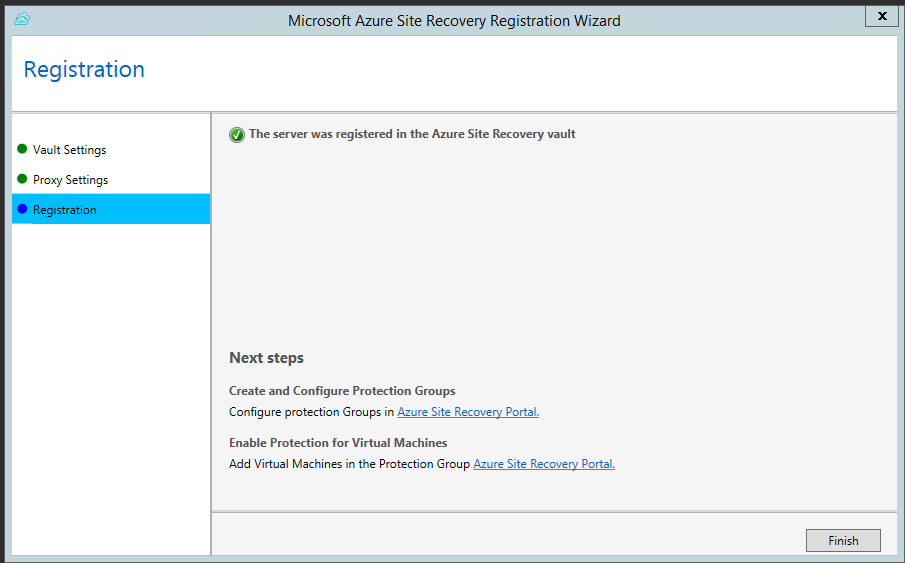 Microsoft Azure Site Recovery Registration Wizard
x
Registration
Vault Settings
Proxy Settings
Registration
The server was registered in the Azure Site Recovery vault
Next steps
Create and Configure Protection Groups
Configure protection Groups in Azure Site Recovery Portal.
Enable Protection for Virtual Machines
Add Virtual Machines in the Protection Group Azure Site Recovery Portal.
Finish